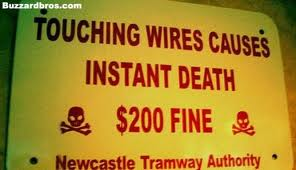 Buzzardbros.com
TOUCHING WIRES CAUSES
INSTANT DEATH
$200 FINE
Newcastle Tramway Authority